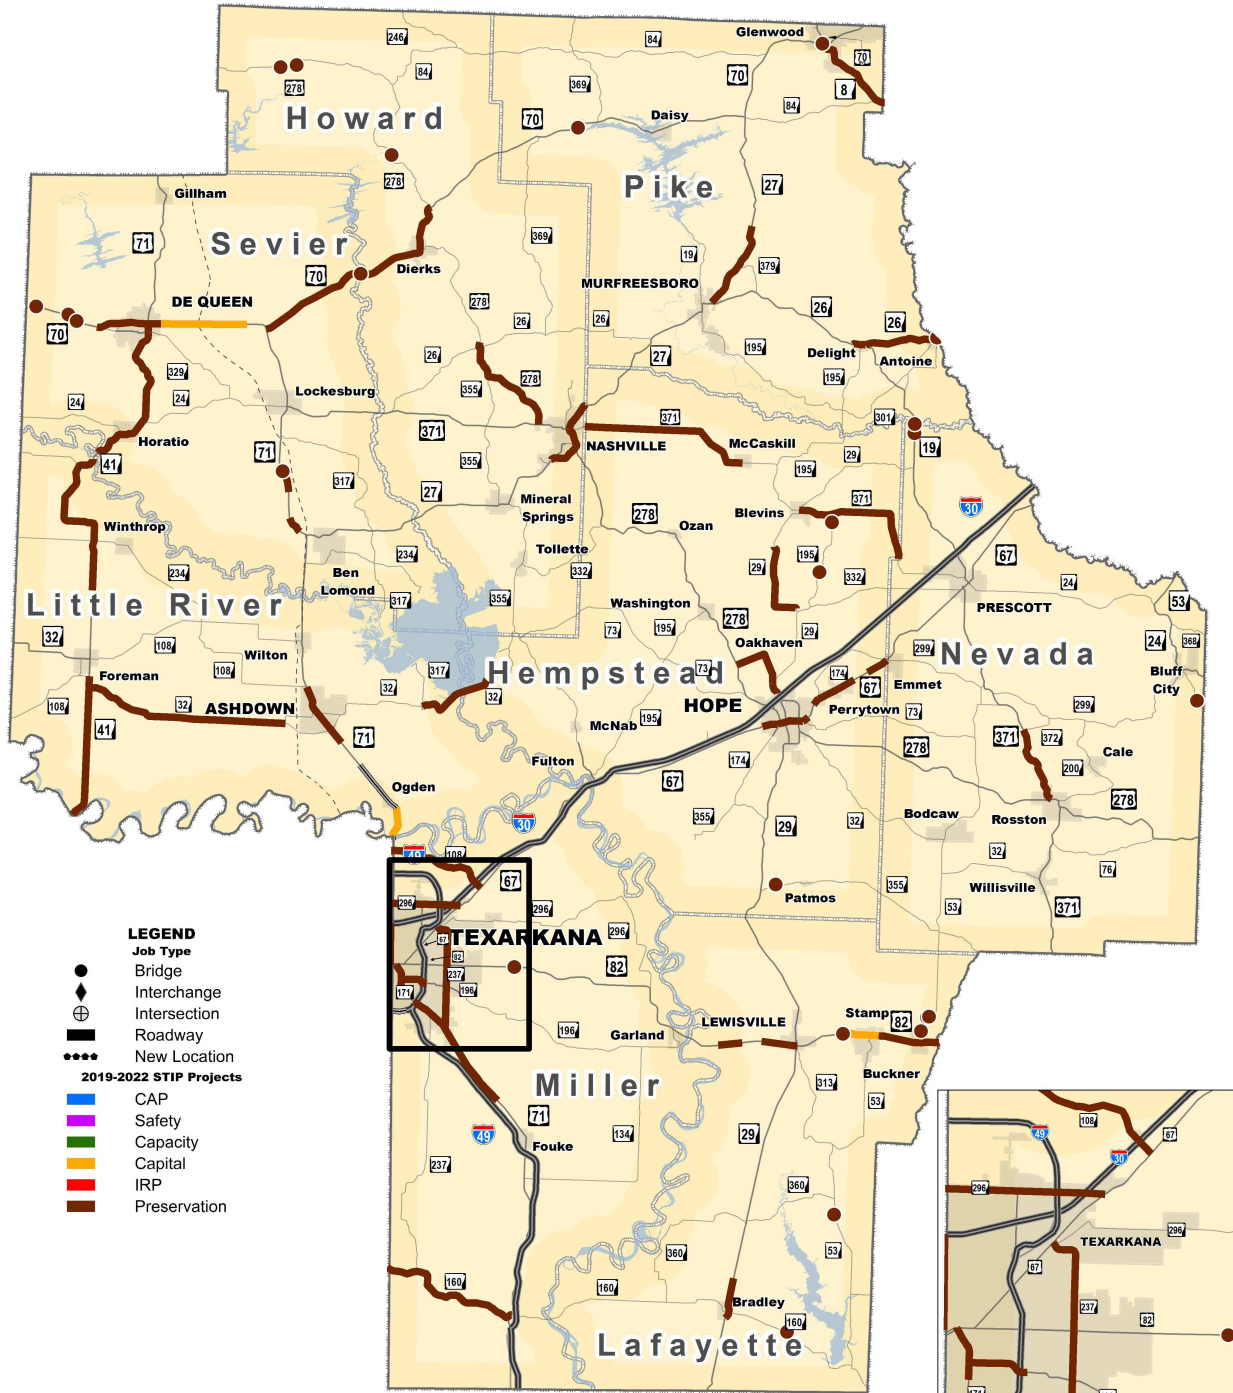 246
84
Glenwood
84
70
278
369
70
8
84
Howard
70
Daisy
278
Pike
27
Gillham
71
Sevier
369
19
379
70
Dierks
MURFREESBORO
DE QUEEN
278
26
26
26
26
70
26
27
195
Delight
Antoine
329
355
278
195
24
24
Lockesburg
371
371
301
Horatio
NASHVILLE
McCaskill
19
41
71
355
195
29
317
27
Mineral
Springs
278
Blevins
371
30
Winthrop
Ozan
67
234
Tollette
195
234
Ben
Lomond
332
29
332
24
PRESCOTT
53
Little River
317
355
Washington
278
32
73
195
29
24
368
108
Wilton
Oakhaven
299
Nevada
108
317
Hempstead
73
174
Bluff
City
Foreman
32
32
67
Emmet
108
32
ASHDOWN
HOPE
Perrytown
73
299
41
71
McNab
195
371
372
174
278
Cale
Fulton
67
200
Ogden
278
30
355
29
32
Bodcaw
Rosston
49
108
32
67
76
355
Willisville
Patmos
296
296
53
371
LEGEND
Job Type
Bridge
Interchange
Intersection
Roadway
New Location
2019-2022 STIP Projects
CAP
Safety
Capacity
Capital
IRP
Preservation
296
67
TEXARKANA
82
82
237
171
196
196
Garland
LEWISVILLE
Stamps
82
Buckner
Miller
313
53
71
49
Fouke
134
29
237
360
53
360
160
160
Bradley
160
Lafayette
108
67
49
30
296
296
TEXARKANA
67
237
82
171